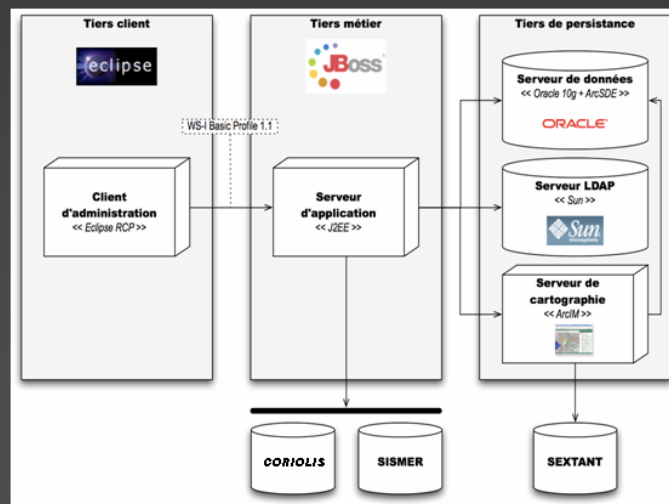 Tiers client
Tiers métier
Tiers de persistance
eclipse
JBoss
Serveur de données
<< Oracle 10g + ArcSDE >>
ORACLE
WS-I Basic Profile 1.1
Client
d'administration
<< Eclipse RCP >>
Serveur
d'application
<< J2EE >>
Serveur LDAP
<< Sun >>
Sun
microsystems
Serveur de
cartographie
<< ArcIM >>
CORIOLIS
SISMER
SEXTANT